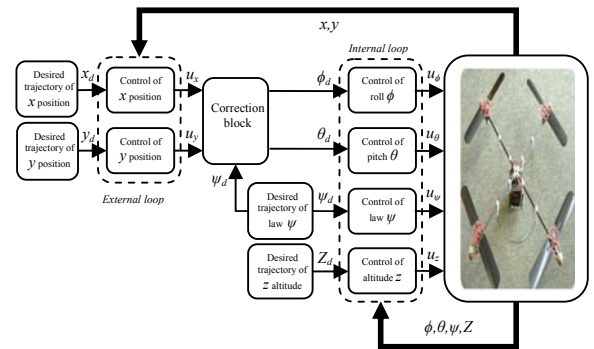 x,y
Internal loop
Desired
trajectory of
x position
x_d
Control of
x position
u_x
Correction
block
ϕ_d
Control of
roll ϕ
u_ϕ
Desired
trajectory of
y position
y_d
Control of
y position
u_y
θ_d
Control of
pitch θ
u_θ
External loop
ψ_d
Desired
trajectory of
law ψ
ψ_d
Control of
law ψ
u_ψ
Desired
trajectory of
z altitude
Z_d
Control of
altitude z
u_z
ϕ,θ,ψ,Z